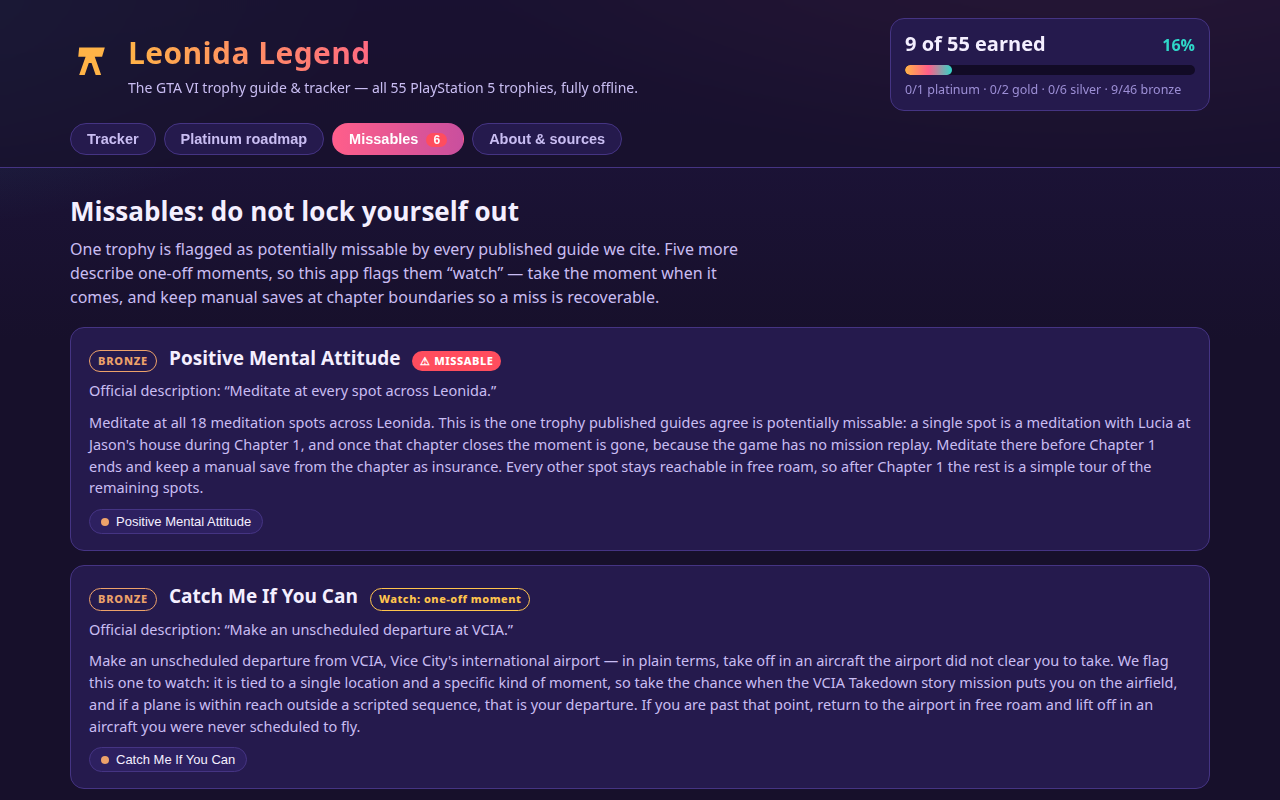 Leonida Legend
The GTA VI trophy guide & tracker — all 55 PlayStation 5 trophies, fully offline.
9 of 55 earned 16%
0/1 platinum · 0/2 gold · 0/6 silver · 9/46 bronze
Tracker Platinum roadmap Missables 6 About & sources
Missables: do not lock yourself out
One trophy is flagged as potentially missable by every published guide we cite. Five more
describe one-off moments, so this app flags them “watch” — take the moment when it
comes, and keep manual saves at chapter boundaries so a miss is recoverable.
BRONZE Positive Mental Attitude ⚠ MISSABLE
Official description: “Meditate at every spot across Leonida.”
Meditate at all 18 meditation spots across Leonida. This is the one trophy published guides agree is potentially missable: a single spot is a meditation with Lucia at
Jason's house during Chapter 1, and once that chapter closes the moment is gone, because the game has no mission replay. Meditate there before Chapter 1
ends and keep a manual save from the chapter as insurance. Every other spot stays reachable in free roam, so after Chapter 1 the rest is a simple tour of the
remaining spots.
Positive Mental Attitude
BRONZE Catch Me If You Can Watch: one-off moment
Official description: “Make an unscheduled departure at VCIA.”
Make an unscheduled departure from VCIA, Vice City's international airport — in plain terms, take off in an aircraft the airport did not clear you to take. We flag
this one to watch: it is tied to a single location and a specific kind of moment, so take the chance when the VCIA Takedown story mission puts you on the airfield,
and if a plane is within reach outside a scripted sequence, that is your departure. If you are past that point, return to the airport in free roam and lift off in an
aircraft you were never scheduled to fly.
Catch Me If You Can